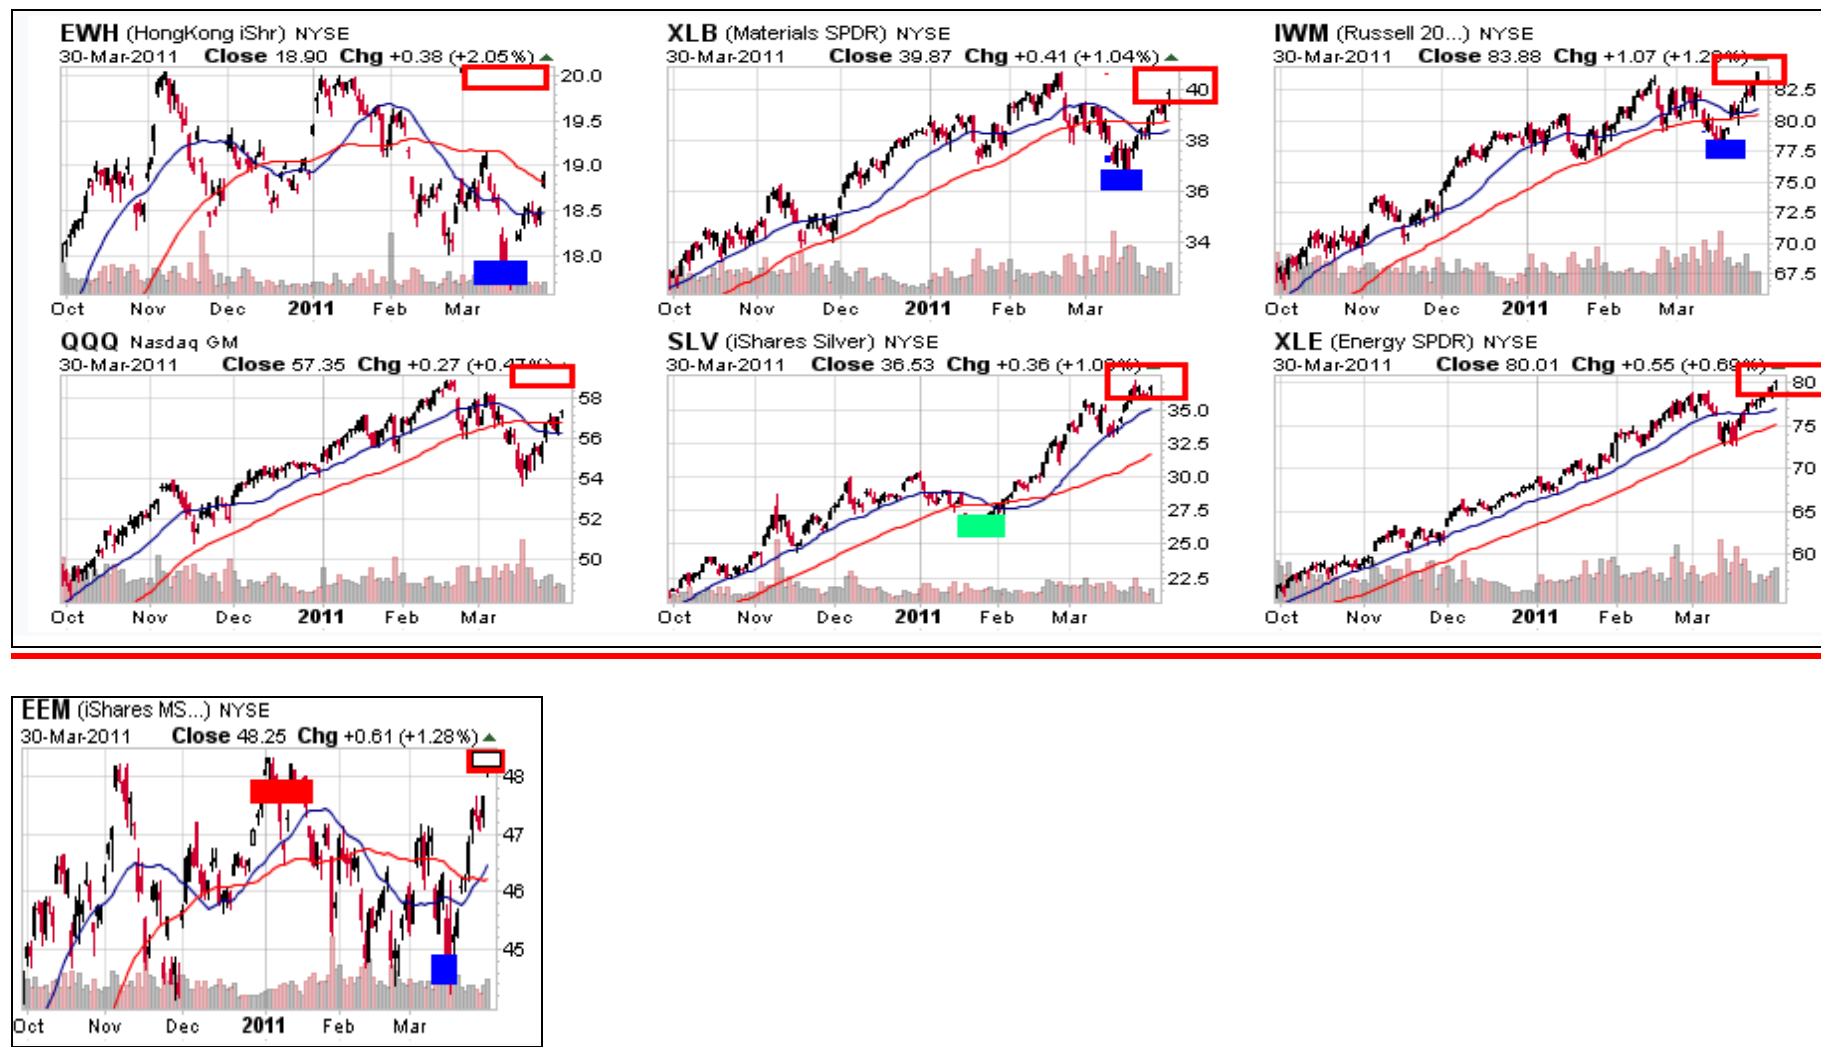 EWH (HongKong iShr) NYSE
30-Mar-2011 Close 18.90 Chg +0.38 (+2.05%)
20.0
19.5
19.0
18.5
18.0
Oct Nov Dec 2011 Feb Mar
XLB (Materials SPDR) NYSE
30-Mar-2011 Close 39.87 Chg +0.41 (+1.04%)
40
38
36
34
Oct Nov Dec 2011 Feb Mar
IWM (Russell 20...) NYSE
30-Mar-2011 Close 83.88 Chg +1.07
82.5
80.0
77.5
75.0
72.5
70.0
67.5
Oct Nov Dec 2011 Feb Mar
QQQ Nasdaq GM
30-Mar-2011 Close 57.35 Chg +0.27
58
56
54
52
50
Oct Nov Dec 2011 Feb Mar
SLV (iShares Silver) NYSE
30-Mar-2011 Close 36.53 Chg +0.36
35.0
32.5
30.0
27.5
25.0
22.5
Oct Nov Dec 2011 Feb Mar
XLE (Energy SPDR) NYSE
30-Mar-2011 Close 80.01 Chg +0.55
80
75
70
65
60
Oct Nov Dec 2011 Feb Mar
EEM (iShares MS...) NYSE
30-Mar-2011 Close 48.25 Chg +0.61 (+1.28%)
48
47
46
45
Oct Nov Dec 2011 Feb Mar